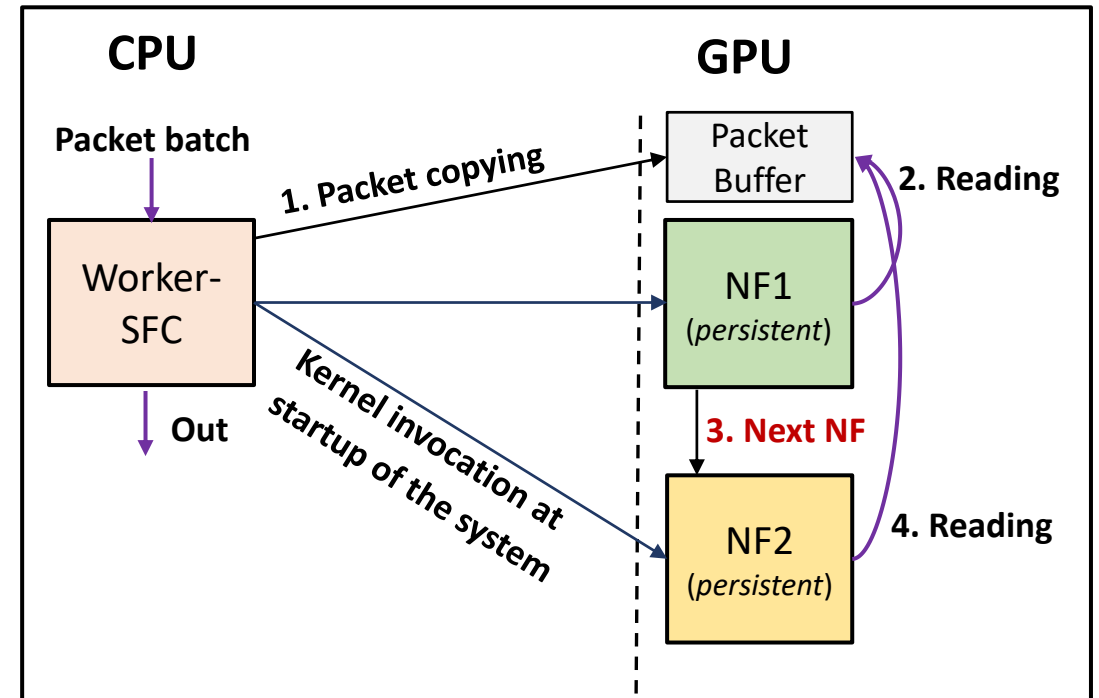 CPU
GPU
Packet batch
1. Packet copying
Packet
Buffer
2. Reading
Worker-
SFC
NF1
(persistent)
Kernel invocation at
startup of the system
Out
3. Next NF
NF2
(persistent)
4. Reading